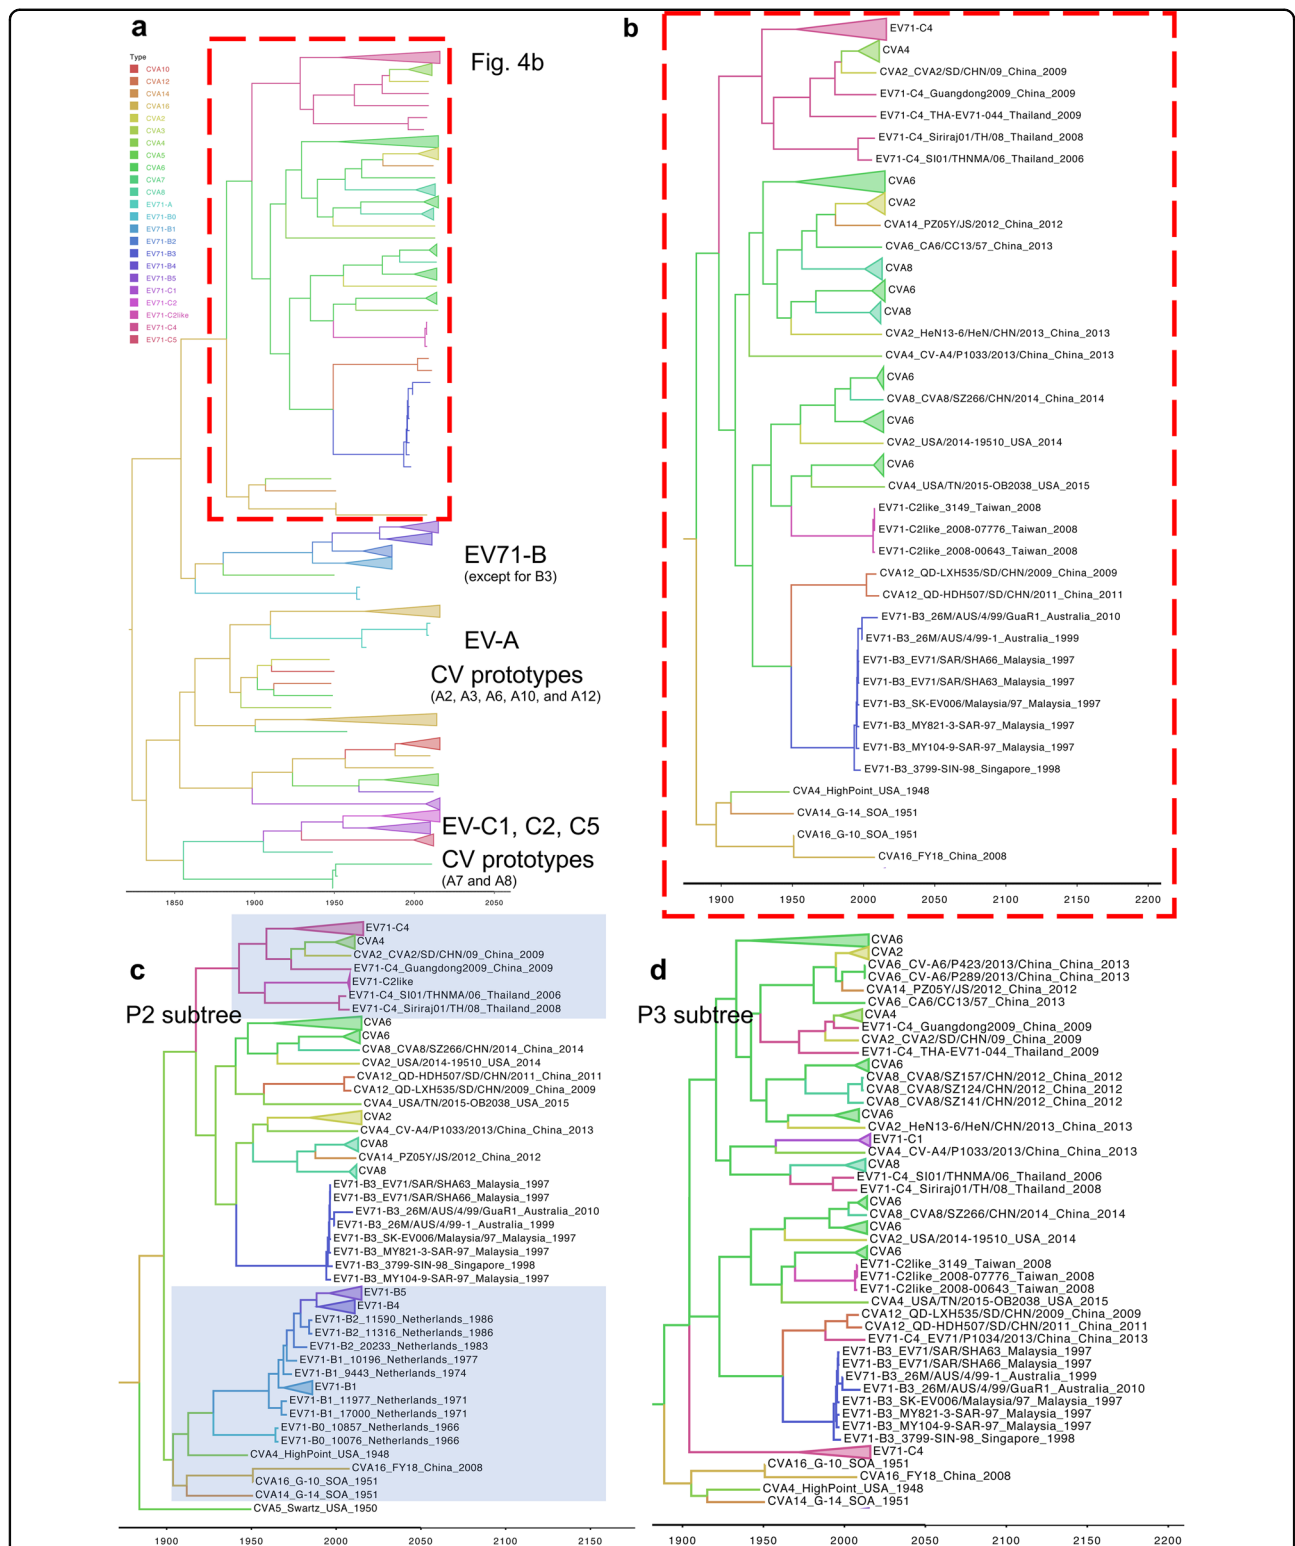 a
Type
CVA10
CVA12
CVA14
CVA16
CVA2
CVA3
CVA4
CVA5
CVA6
CVA7
CVA8
EV71-A
EV71-B0
EV71-B1
EV71-B2
EV71-B3
EV71-B4
EV71-B5
EV71-C1
EV71-C2
EV71-C2like
EV71-C4
EV71-C5
Fig. 4b
EV71-B
(except for B3)
EV-A
CV prototypes
(A2, A3, A6, A10, and A12)
EV-C1, C2, C5
CV prototypes
(A7 and A8)
1850 1900 1950 2000 2050
b
EV71-C4
CVA4
CVA2_CVA2/SD/CHN/09_China_2009
EV71-C4_Guangdong2009_China_2009
EV71-C4_THA-EV71-044_Thailand_2009
EV71-C4_Siriraj01/TH/08_Thailand_2008
EV71-C4_SI01/THNMA/06_Thailand_2006
CVA6
CVA2
CVA14_PZ05Y/JS/2012_China_2012
CVA6_CA6/CC13/57_China_2013
CVA8
CVA6
CVA8
CVA2_HeN13-6/HeN/CHN/2013_China_2013
CVA4_CV-A4/P1033/2013/China_China_2013
CVA6
CVA8_CVA8/SZ266/CHN/2014_China_2014
CVA6
CVA2_USA/2014-19510_USA_2014
CVA6
CVA4_USA/TN/2015-OB2038_USA_2015
EV71-C2like_3149_Taiwan_2008
EV71-C2like_2008-07776_Taiwan_2008
EV71-C2like_2008-00643_Taiwan_2008
CVA12_QD-LXH535/SD/CHN/2009_China_2009
CVA12_QD-HDH507/SD/CHN/2011_China_2011
EV71-B3_26M/AUS/4/99/GuaR1_Australia_2010
EV71-B3_26M/AUS/4/99-1_Australia_1999
EV71-B3_EV71/SAR/SHA66_Malaysia_1997
EV71-B3_EV71/SAR/SHA63_Malaysia_1997
EV71-B3_SK-EV006/Malaysia/97_Malaysia_1997
EV71-B3_MY821-3-SAR-97_Malaysia_1997
EV71-B3_MY104-9-SAR-97_Malaysia_1997
EV71-B3_3799-SIN-98_Singapore_1998
CVA4_HighPoint_USA_1948
CVA14_G-14_SOA_1951
CVA16_G-10_SOA_1951
CVA16_FY18_China_2008
1900 1950 2000 2050 2100 2150 2200
c
P2 subtree
EV71-C4
CVA4
CVA2_CVA2/SD/CHN/09_China_2009
EV71-C4_Guangdong2009_China_2009
EV71-C2like
EV71-C4_SI01/THNMA/06_Thailand_2006
EV71-C4_Siriraj01/TH/08_Thailand_2008
CVA6
CVA6
CVA8_CVA8/SZ266/CHN/2014_China_2014
CVA2_USA/2014-19510_USA_2014
CVA12_QD-HDH507/SD/CHN/2011_China_2011
CVA12_QD-LXH535/SD/CHN/2009_China_2009
CVA4_USA/TN/2015-OB2038_USA_2015
CVA2
CVA4_CV-A4/P1033/2013/China_China_2013
CVA8
CVA14_PZ05Y/JS/2012_China_2012
CVA8
EV71-B3_EV71/SAR/SHA63_Malaysia_1997
EV71-B3_EV71/SAR/SHA66_Malaysia_1997
EV71-B3_26M/AUS/4/99/GuaR1_Australia_2010
EV71-B3_26M/AUS/4/99-1_Australia_1999
EV71-B3_SK-EV006/Malaysia/97_Malaysia_1997
EV71-B3_MY821-3-SAR-97_Malaysia_1997
EV71-B3_3799-SIN-98_Singapore_1998
EV71-B3_MY104-9-SAR-97_Malaysia_1997
EV71-B5
EV71-B4
EV71-B2_11590_Netherlands_1986
EV71-B2_11316_Netherlands_1986
EV71-B2_20233_Netherlands_1983
EV71-B1_10196_Netherlands_1977
EV71-B1_9443_Netherlands_1974
EV71-B1
EV71-B1_11977_Netherlands_1971
EV71-B1_17000_Netherlands_1971
EV71-B0_10857_Netherlands_1966
EV71-B0_10076_Netherlands_1966
CVA4_HighPoint_USA_1948
CVA16_FY18_China_2008
CVA16_G-10_SOA_1951
CVA14_G-14_SOA_1951
CVA5_Swartz_USA_1950
1900 1950 2000 2050 2100 2150
d
P3 subtree
CVA6
CVA2
CVA6_CV-A6/P423/2013/China_China_2013
CVA6_CV-A6/P289/2013/China_China_2013
CVA14_PZ05Y/JS/2012_China_2012
CVA6_CA6/CC13/57_China_2013
CVA4
EV71-C4_Guangdong2009_China_2009
CVA2_CVA2/SD/CHN/09_China_2009
EV71-C4_THA-EV71-044_Thailand_2009
CVA6
CVA8_CVA8/SZ157/CHN/2012_China_2012
CVA8_CVA8/SZ124/CHN/2012_China_2012
CVA8_CVA8/SZ141/CHN/2012_China_2012
CVA6
CVA2_HeN13-6/HeN/CHN/2013_China_2013
EV71-C1
CVA4_CV-A4/P1033/2013/China_China_2013
CVA8
EV71-C4_SI01/THNMA/06_Thailand_2006
EV71-C4_Siriraj01/TH/08_Thailand_2008
CVA6
CVA8_CVA8/SZ266/CHN/2014_China_2014
CVA6
CVA2_USA/2014-19510_USA_2014
CVA6
EV71-C2like_3149_Taiwan_2008
EV71-C2like_2008-07776_Taiwan_2008
EV71-C2like_2008-00643_Taiwan_2008
CVA4_USA/TN/2015-OB2038_USA_2015
CVA12_QD-LXH535/SD/CHN/2009_China_2009
CVA12_QD-HDH507/SD/CHN/2011_China_2011
EV71-C4_EV71/P1034/2013/China_China_2013
EV71-B3_EV71/SAR/SHA63_Malaysia_1997
EV71-B3_EV71/SAR/SHA66_Malaysia_1997
EV71-B3_26M/AUS/4/99-1_Australia_1999
EV71-B3_26M/AUS/4/99/GuaR1_Australia_2010
EV71-B3_SK-EV006/Malaysia/97_Malaysia_1997
EV71-B3_MY821-3-SAR-97_Malaysia_1997
EV71-B3_MY104-9-SAR-97_Malaysia_1997
EV71-B3_3799-SIN-98_Singapore_1998
EV71-C4
CVA16_G-10_SOA_1951
CVA16_FY18_China_2008
CVA4_HighPoint_USA_1948
CVA14_G-14_SOA_1951
1900 1950 2000 2050 2100 2150 2200